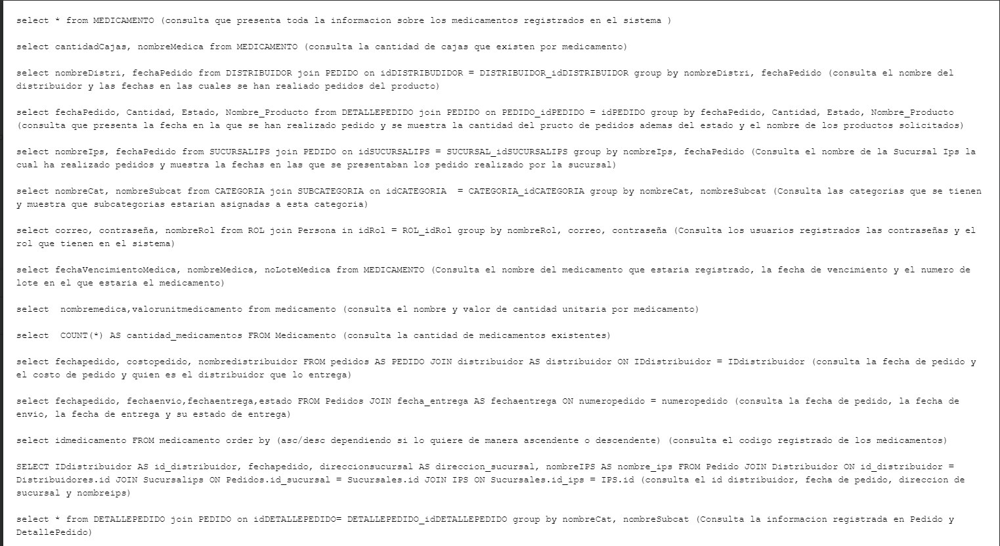 select * from MEDICAMENTO (consulta que presenta toda la informacion sobre los medicamentos registrados en el sistema )
select cantidadCajas, nombreMedica from MEDICAMENTO (consulta la cantidad de cajas que existen por medicamento)
select nombreDistri, fechaPedido from DISTRIBUIDOR join PEDIDO on idDISTRIBUDIDOR = DISTRIBUIDOR_idDISTRIBUIDOR group by nombreDistri, fechaPedido (consulta el nombre del
distribuidor y las fechas en las cuales se han realiado pedidos del producto)
select fechaPedido, Cantidad, Estado, Nombre_Producto from DETALLEPEDIDO join PEDIDO on PEDIDO_idPEDIDO = idPEDIDO group by fechaPedido, Cantidad, Estado, Nombre_Producto
(consulta que presenta la fecha en la que se han realizado pedido y se muestra la cantidad del pructo de pedidos ademas del estado y el nombre de los productos solicitados)
select nombreIps, fechaPedido from SUCURSALIPS join PEDIDO on idSUCURSALIPS = SUCURSAL_idSUCURSALIPS group by nombreIps, fechaPedido (Consulta el nombre de la Sucursal Ips la
cual ha realizado pedidos y muestra la fechas en las que se presentaban los pedido realizado por la sucursal)
select nombreCat, nombreSubcat from CATEGORIA join SUBCATEGORIA on idCATEGORIA  = CATEGORIA_idCATEGORIA group by nombreCat, nombreSubcat (Consulta las categorias que se tienen
y muestra que subcategorias estarian asignadas a esta categoria)
select correo, contraseña, nombreRol from ROL join Persona in idRol = ROL_idRol group by nombreRol, correo, contraseña (Consulta los usuarios registrados las contraseñas y el
rol que tienen en el sistema)
select fechaVencimientoMedica, nombreMedica, noLoteMedica from MEDICAMENTO (Consulta el nombre del medicamento que estaria registrado, la fecha de vencimiento y el numero de
lote en el que estaria el medicamento)
select  nombremedica,valorunitmedicamento from medicamento (consulta el nombre y valor de cantidad unitaria por medicamento)
select  COUNT(*) AS cantidad_medicamentos FROM Medicamento (consulta la cantidad de medicamentos existentes)
select fechapedido, costopedido, nombredistribuidor FROM pedidos AS PEDIDO JOIN distribuidor AS distribuidor ON IDdistribuidor = IDdistribuidor (consulta la fecha de pedido y
el costo de pedido y quien es el distribuidor que lo entrega)
select fechapedido, fechaenvio,fechaentrega,estado FROM Pedidos JOIN fecha_entrega AS fechaentrega ON numeropedido = numeropedido (consulta la fecha de pedido, la fecha de
envio, la fecha de entrega y su estado de entrega)
select idmedicamento FROM medicamento order by (asc/desc dependiendo si lo quiere de manera ascendente o descendente) (consulta el codigo registrado de los medicamentos)
SELECT IDdistribuidor AS id_distribuidor, fechapedido, direccionsucursal AS direccion_sucursal, nombreIPS AS nombre_ips FROM Pedido JOIN Distribuidor ON id_distribuidor =
Distribuidores.id JOIN Sucursalips ON Pedidos.id_sucursal = Sucursales.id JOIN IPS ON Sucursales.id_ips = IPS.id (consulta el id distribuidor, fecha de pedido, direccion de
sucursal y nombreips)
select * from DETALLEPEDIDO join PEDIDO on idDETALLEPEDIDO= DETALLEPEDIDO_idDETALLEPEDIDO group by nombreCat, nombreSubcat (Consulta la informacion registrada en Pedido y
DetallePedido)